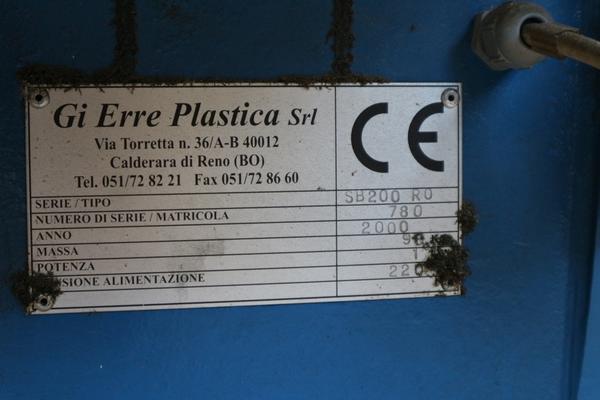 Gi Erre Plastica Srl
Via Torretta n. 36/A-B 40012
Calderara di Reno (BO)
Tel. 051/72 82 21 Fax 051/72 86 60
CE
SERIE / TIPO SB200 RO
NUMERO DI SERIE / MATRICOLA 780
ANNO 2000
MASSA
POTENZA
ALIMENTAZIONE 220